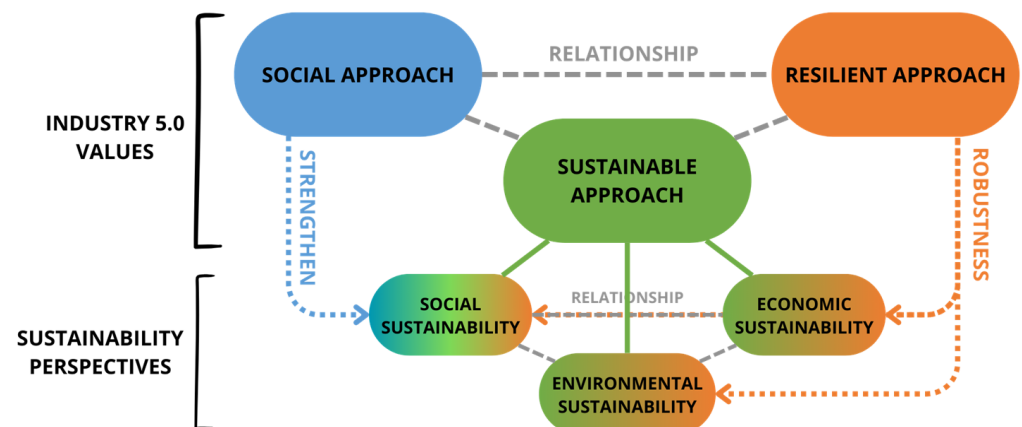 RELATIONSHIP
SOCIAL APPROACH
RESILIENT APPROACH
INDUSTRY 5.0
VALUES
SUSTAINABLE
APPROACH
STRENGTHEN
ROBUSTNESS
SOCIAL
SUSTAINABILITY
RELATIONSHIP
ECONOMIC
SUSTAINABILITY
SUSTAINABILITY
PERSPECTIVES
ENVIRONMENTAL
SUSTAINABILITY